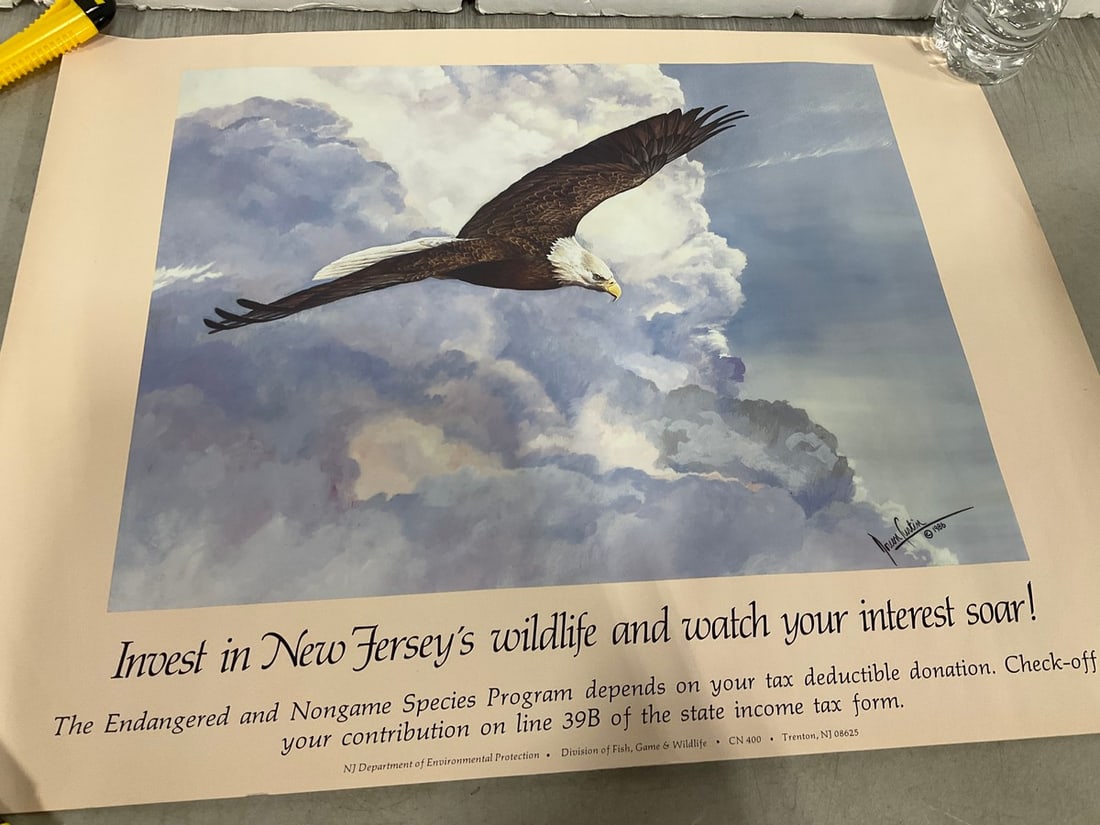 © 1986
Invest in New Jersey's wildlife and watch your interest soar!
The Endangered and Nongame Species Program depends on your tax deductible donation. Check-off
your contribution on line 39B of the state income tax form.
NJ Department of Environmental Protection • Division of Fish, Game & Wildlife • CN 400 • Trenton, NJ 08625